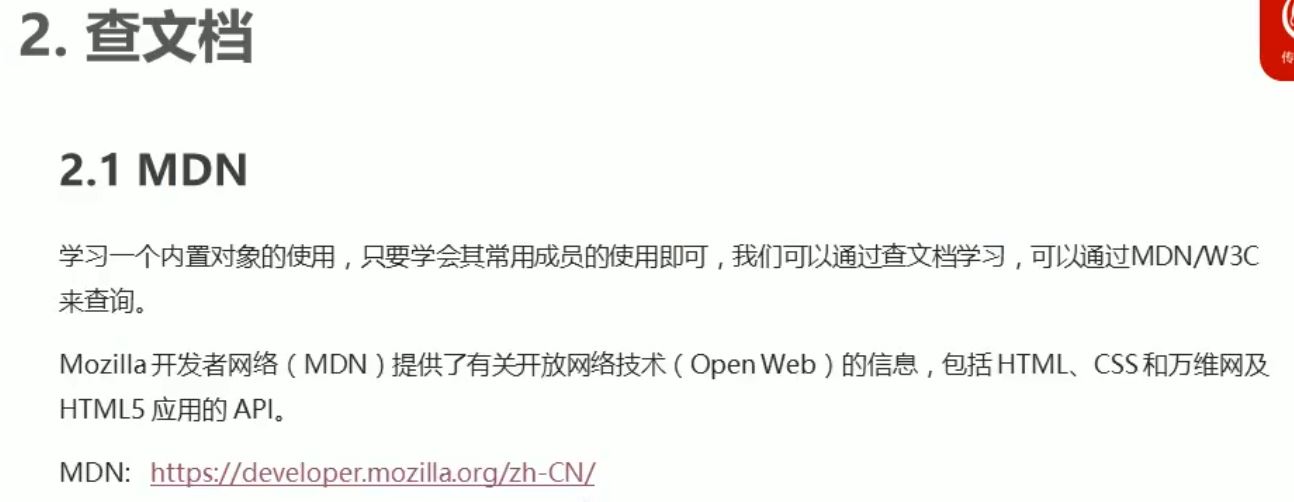 2. 查文档
传
2.1 MDN
学习一个内置对象的使用，只要学会其常用成员的使用即可，我们可以通过查文档学习，可以通过MDN/W3C
来查询。
Mozilla 开发者网络（MDN）提供了有关开放网络技术（Open Web）的信息，包括 HTML、CSS 和万维网及
HTML5 应用的 API。
MDN: https://developer.mozilla.org/zh-CN/